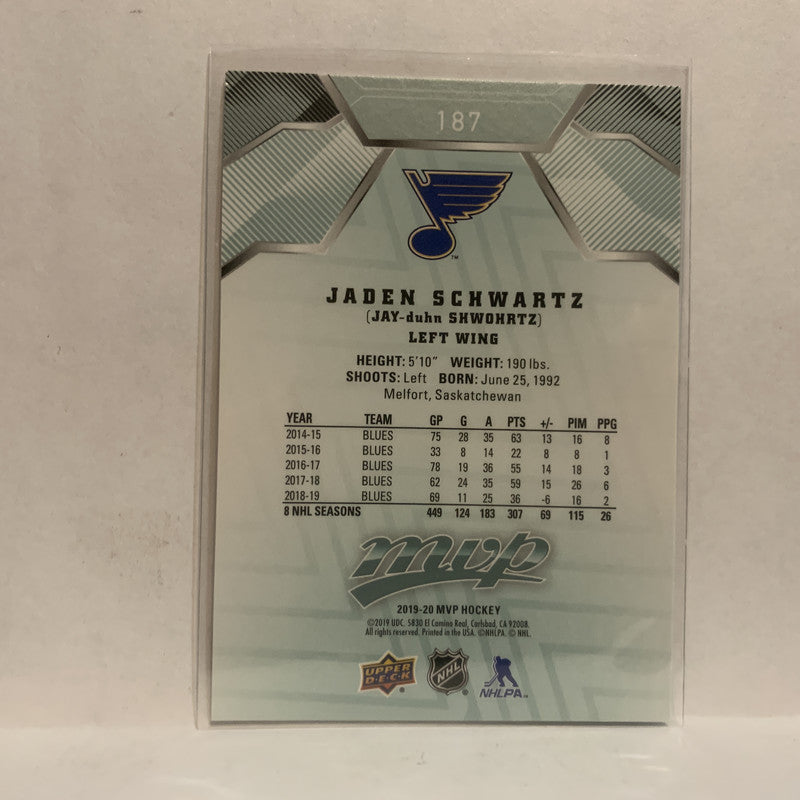 187
TM
JADEN SCHWARTZ
(JAY-duhn SHWOHRTZ)
LEFT WING
HEIGHT: 5'10" WEIGHT: 190 lbs.
SHOOTS: Left BORN: June 25, 1992
Melfort, Saskatchewan
YEAR TEAM GP G A PTS +/- PIM PPG
2014-15 BLUES 75 28 35 63 13 16 8
2015-16 BLUES 33 8 14 22 8 8 1
2016-17 BLUES 78 19 36 55 14 18 3
2017-18 BLUES 62 24 35 59 15 26 6
2018-19 BLUES 69 11 25 36 -6 16 2
8 NHL SEASONS 449 124 183 307 69 115 26
mvp
2019-20 MVP HOCKEY
©2019 UDC. 5830 El Camino Real, Carlsbad, CA 92008.
All rights reserved. Printed in the USA. ©NHLPA. © NHL.
UPPER DECK ® NHL ® NHLPA™